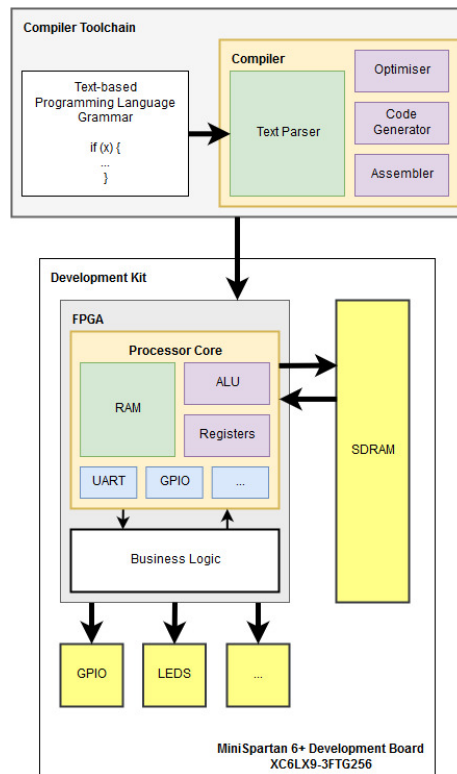 Compiler Toolchain
Text-based
Programming Language
Grammar
if (x) {
...
}
Compiler
Text Parser
Optimiser
Code
Generator
Assembler
Development Kit
FPGA
Processor Core
RAM
ALU
Registers
UART
GPIO
...
Business Logic
SDRAM
GPIO
LEDS
...
MiniSpartan 6+ Development Board
XC6LX9-3FTG256